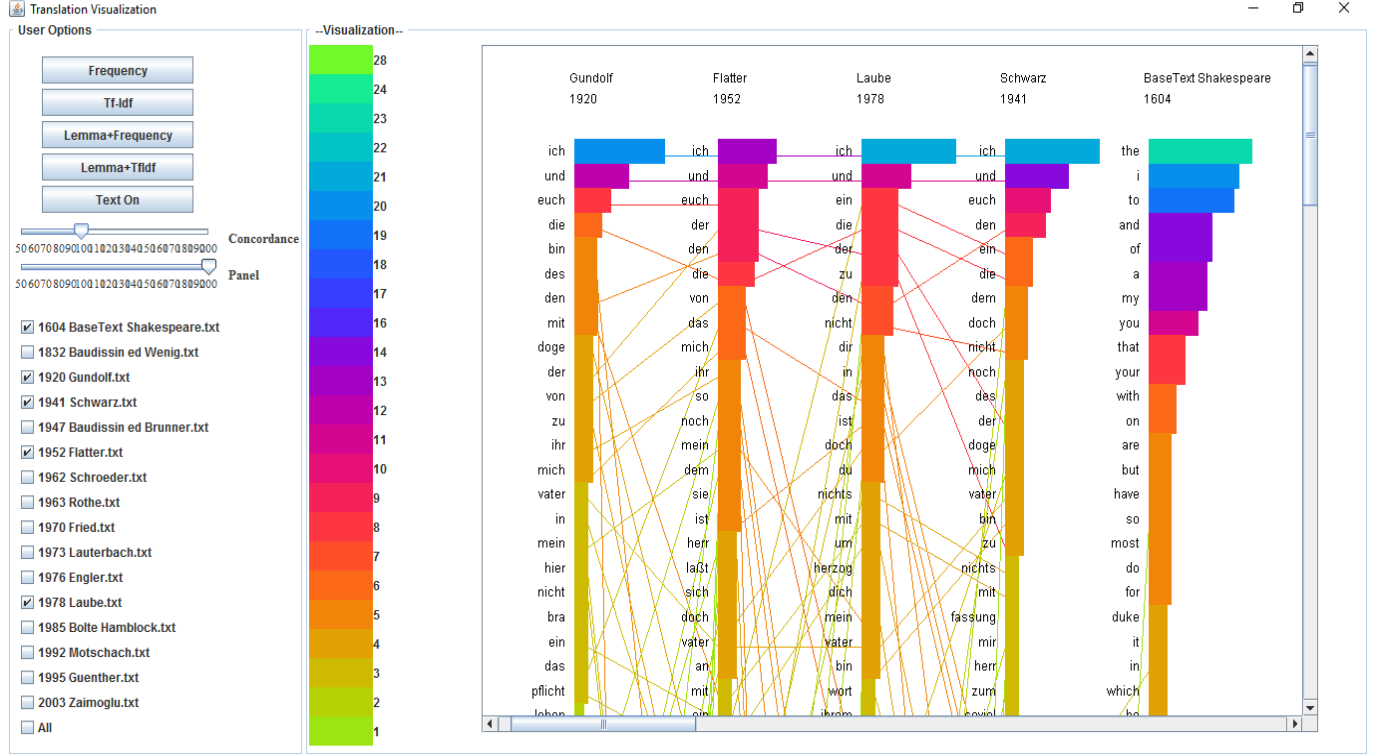 Translation Visualization
User Options
Frequency
Tf-Idf
Lemma+Frequency
Lemma+TfIdf
Text On
Concordance
Panel
1604 BaseText Shakespeare.txt
1832 Baudissin ed Wenig.txt
1920 Gundolf.txt
1941 Schwarz.txt
1947 Baudissin ed Brunner.txt
1952 Flatter.txt
1962 Schroeder.txt
1963 Rothe.txt
1970 Fried.txt
1973 Lauterbach.txt
1976 Engler.txt
1978 Laube.txt
1985 Bolte Hamblock.txt
1992 Motschach.txt
1995 Guenther.txt
2003 Zaimoglu.txt
All
--Visualization--
28
24
23
22
21
20
19
18
17
16
14
13
12
11
10
9
8
7
6
5
4
3
2
1
Gundolf Flatter Laube Schwarz BaseText Shakespeare
1920 1952 1978 1941 1604
ich ich ich ich the
und und und und i
euch euch ein euch to
die der die den and
bin den der ein of
des die zu die a
den von den dem my
mit das nicht doch you
doge mich dir nicht that
der ihr in noch your
von so das des with
zu noch ist der on
ihr mein doch doge are
mich dem du mich but
vater sie nichts vater have
in ist mit bin so
mein herr um zu most
hier laßt herzog nichts do
nicht sich dich mit for
bra doch mein fassung duke
ein vater vater mir it
das an bin herr in
pflicht mit wort zum which
leben ein ihrem soviel be